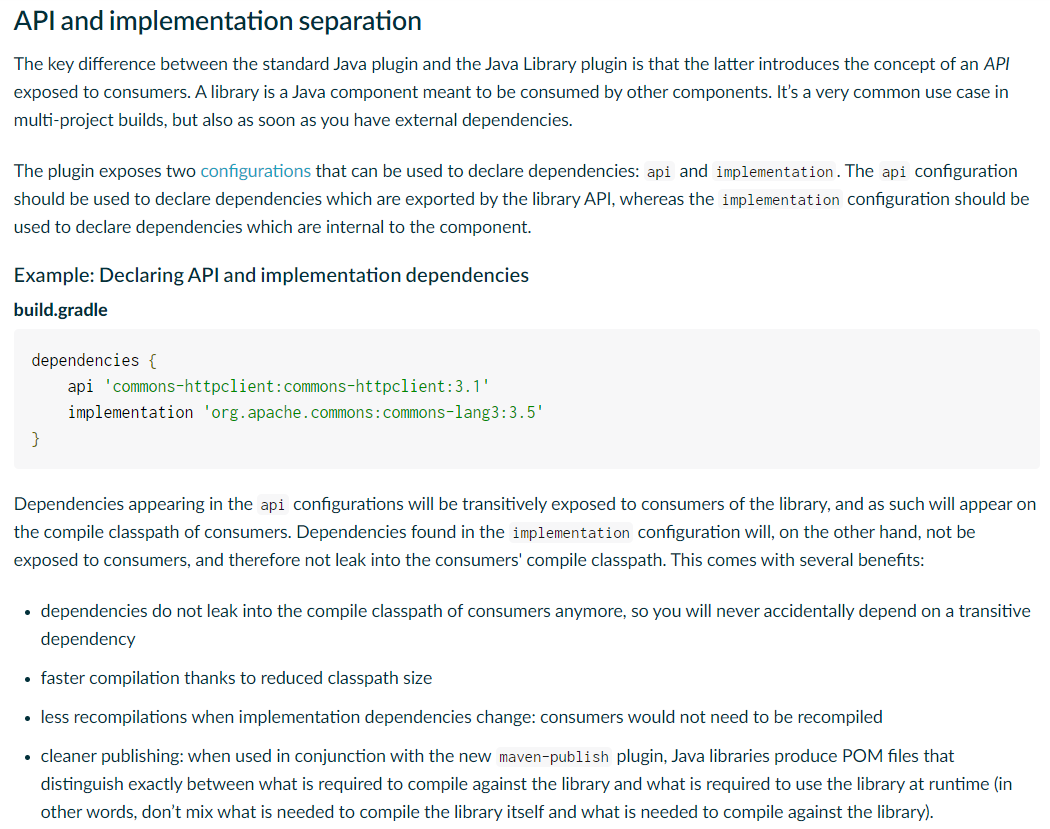 API and implementation separation
The key difference between the standard Java plugin and the Java Library plugin is that the latter introduces the concept of an API
exposed to consumers. A library is a Java component meant to be consumed by other components. It's a very common use case in
multi-project builds, but also as soon as you have external dependencies.
The plugin exposes two configurations that can be used to declare dependencies: api and implementation. The api configuration
should be used to declare dependencies which are exported by the library API, whereas the implementation configuration should be
used to declare dependencies which are internal to the component.
Example: Declaring API and implementation dependencies
build.gradle
dependencies {
    api 'commons-httpclient:commons-httpclient:3.1'
    implementation 'org.apache.commons:commons-lang3:3.5'
}
Dependencies appearing in the api configurations will be transitively exposed to consumers of the library, and as such will appear on
the compile classpath of consumers. Dependencies found in the implementation configuration will, on the other hand, not be
exposed to consumers, and therefore not leak into the consumers' compile classpath. This comes with several benefits:
• dependencies do not leak into the compile classpath of consumers anymore, so you will never accidentally depend on a transitive
dependency
• faster compilation thanks to reduced classpath size
• less recompilations when implementation dependencies change: consumers would not need to be recompiled
• cleaner publishing: when used in conjunction with the new maven-publish plugin, Java libraries produce POM files that
distinguish exactly between what is required to compile against the library and what is required to use the library at runtime (in
other words, don't mix what is needed to compile the library itself and what is needed to compile against the library).